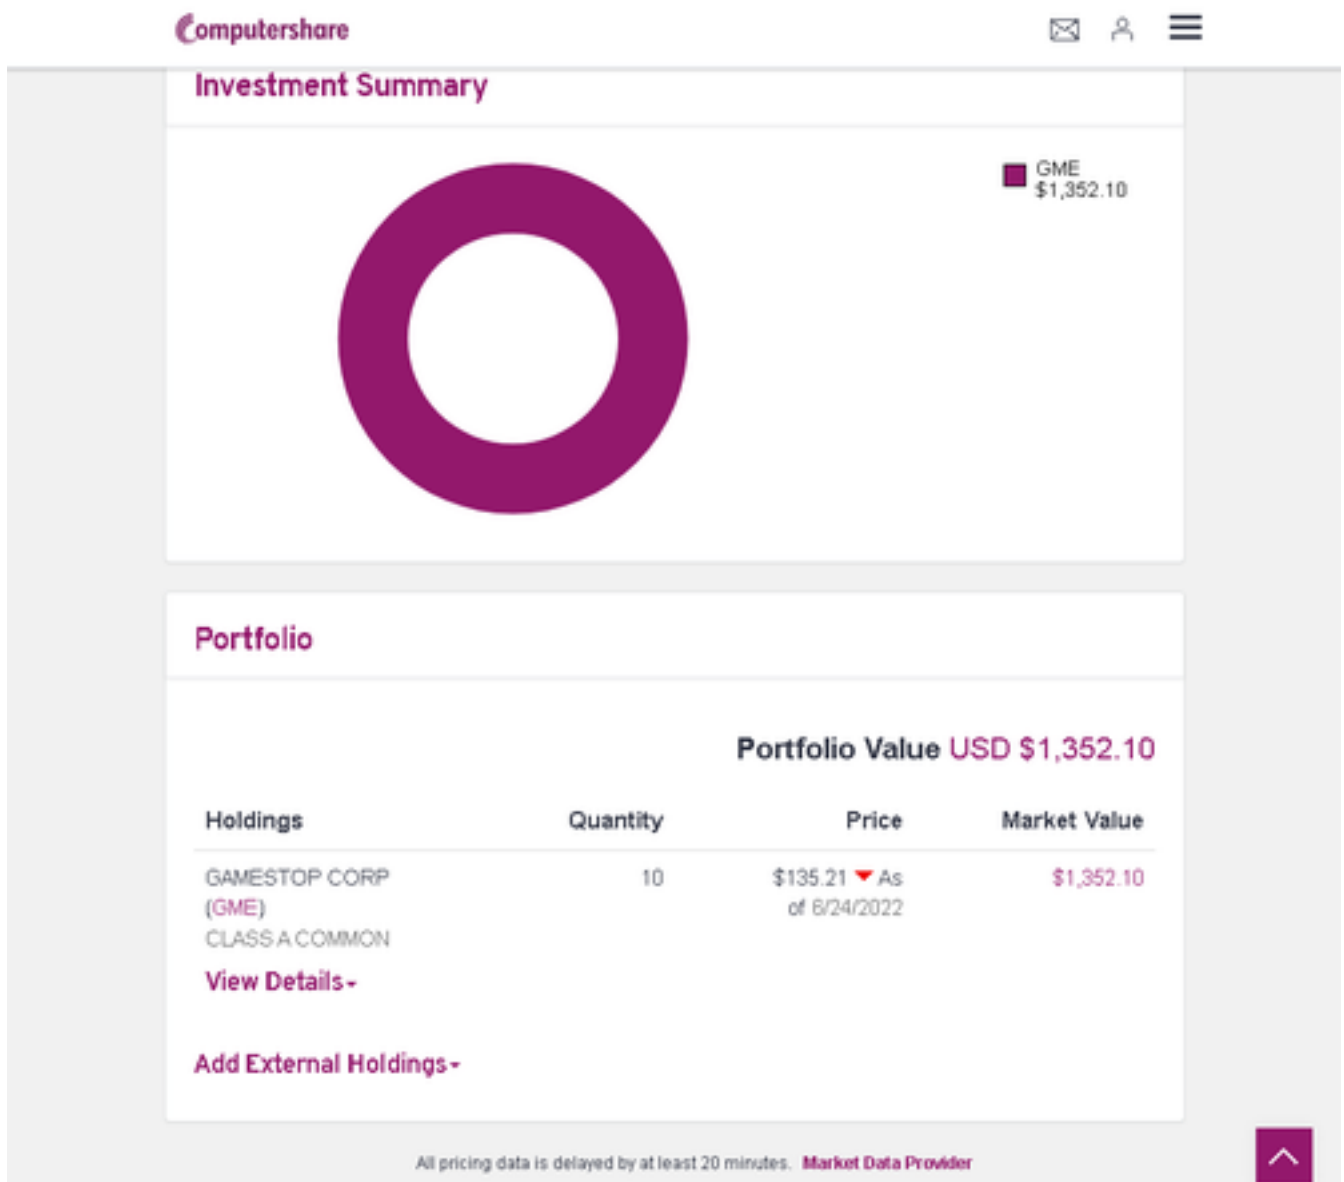 Computershare
Investment Summary
GME
$1,352.10
Portfolio
Portfolio Value USD $1,352.10
Holdings Quantity Price Market Value
GAMESTOP CORP 10 $135.21 As $1,352.10
(GME) of 6/24/2022
CLASS A COMMON
View Details
Add External Holdings
All pricing data is delayed by at least 20 minutes. Market Data Provider